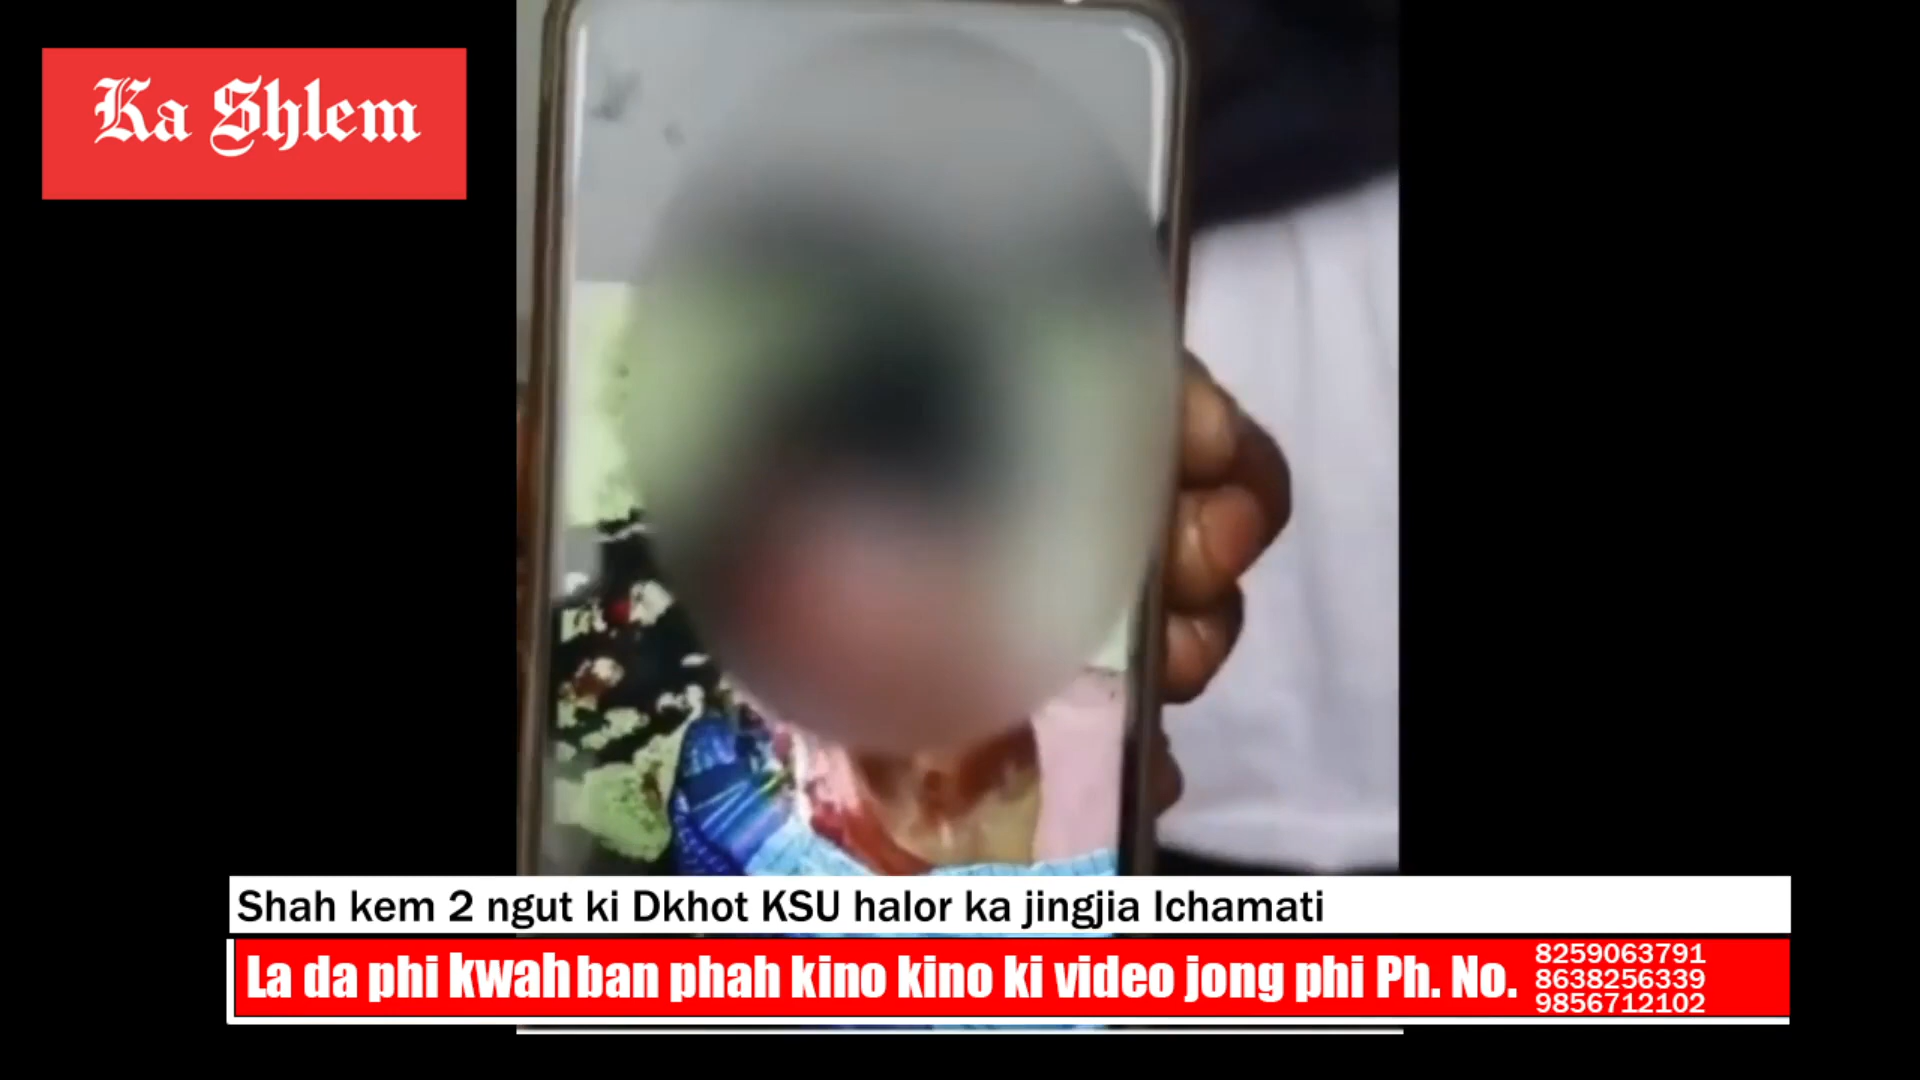 Ka Shlem
Shah kem 2 ngut ki Dkhot KSU halor ka jingjia Ichamati
La da phi kwah ban phah kino kino ki video jong phi Ph. No.
8259063791
8638256339
9856712102